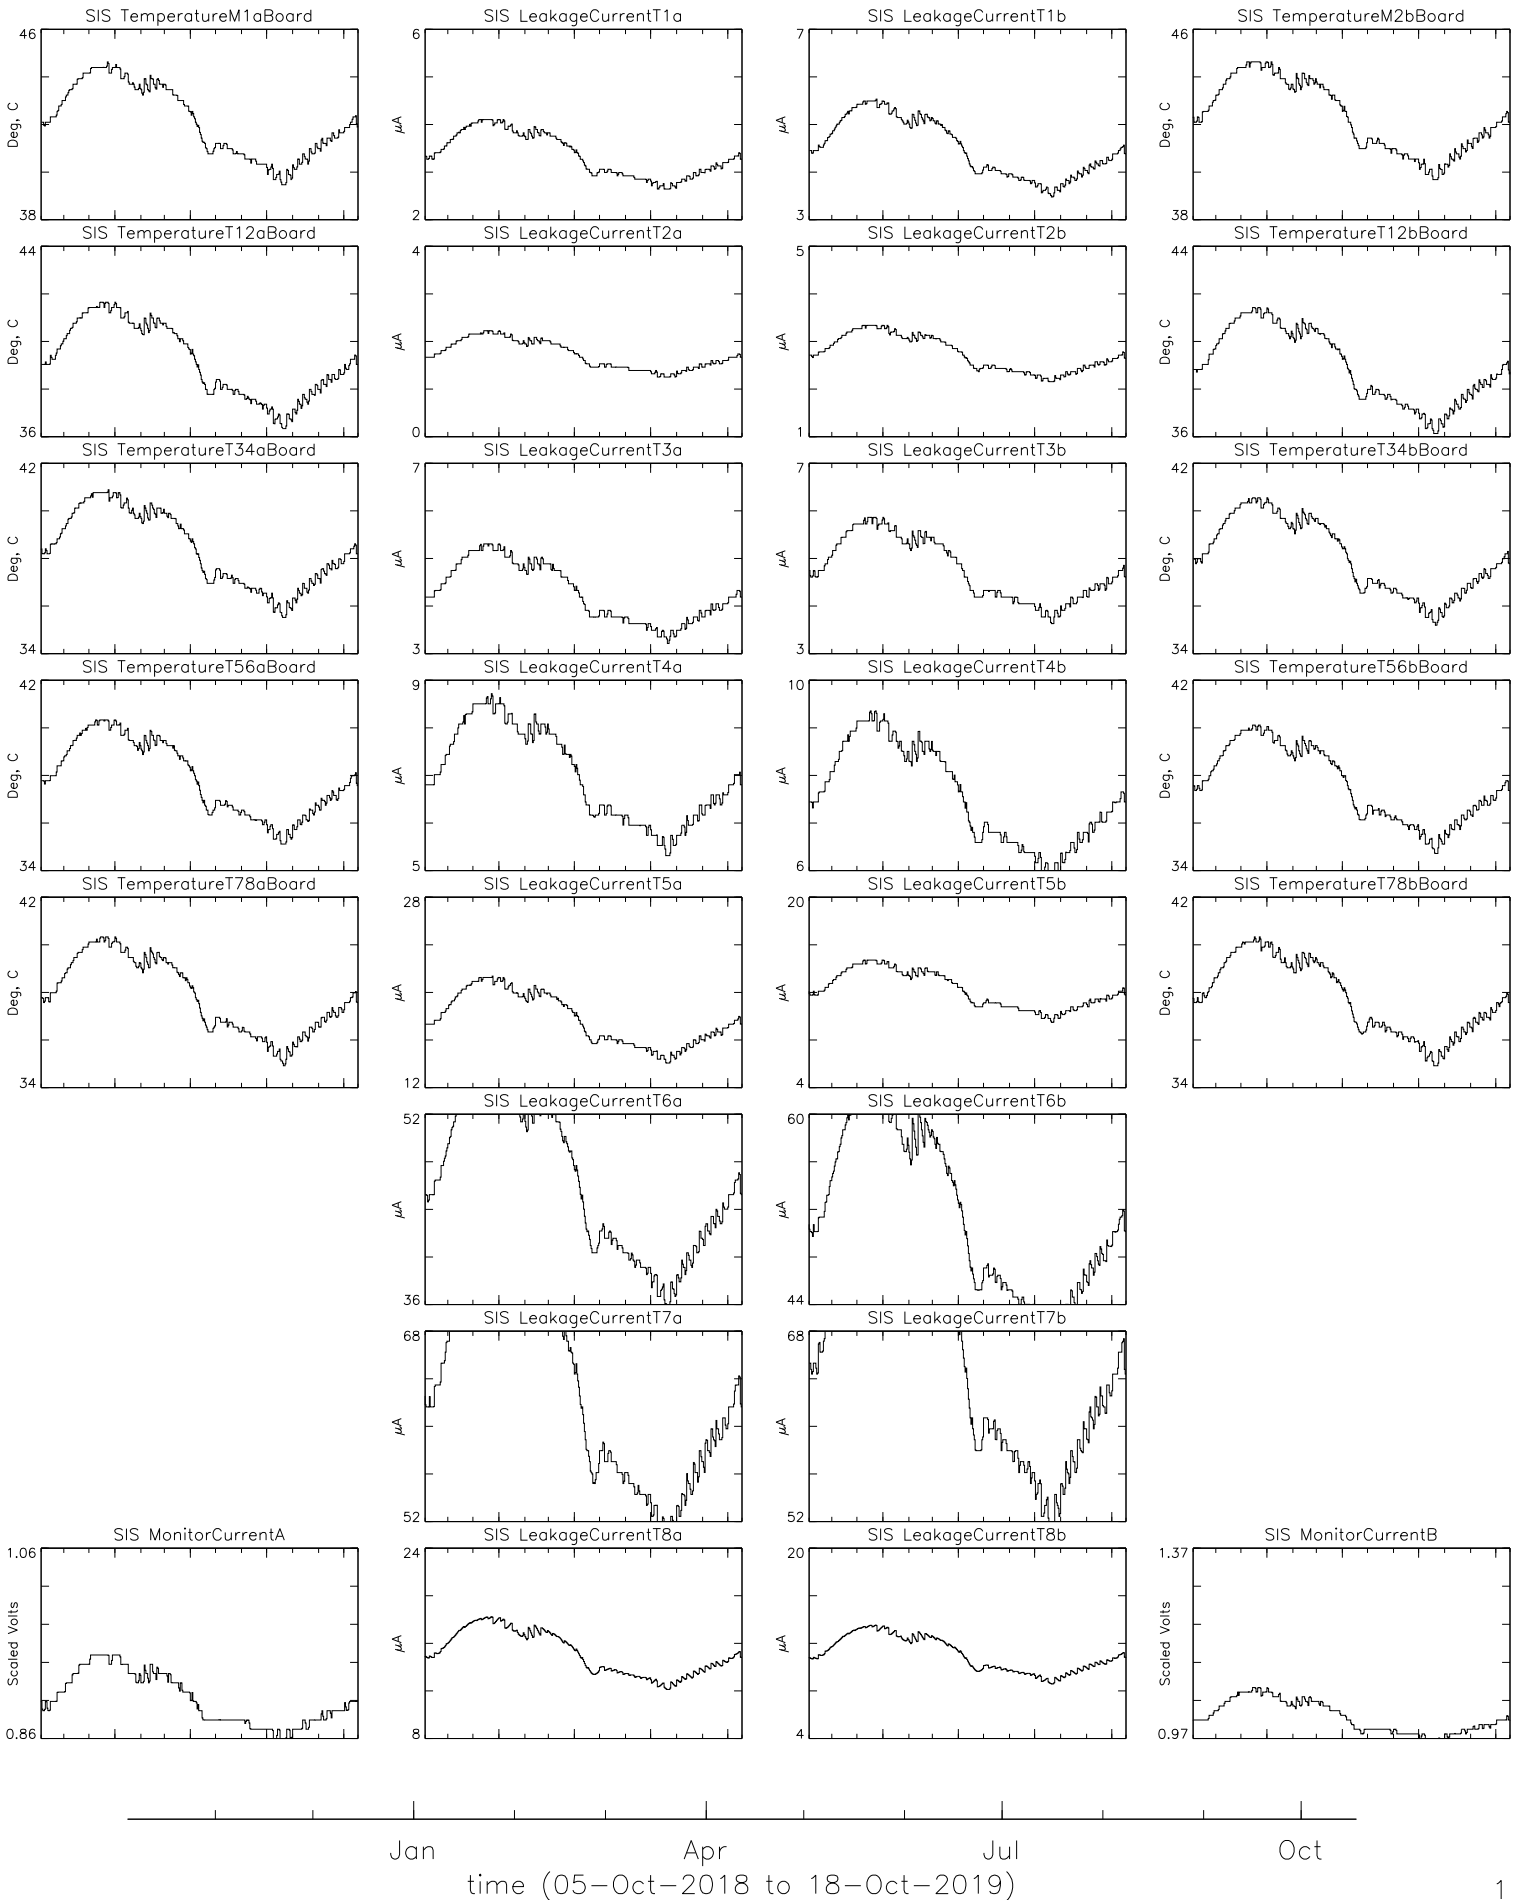 SIS TemperatureM1aBoard
46
Deg, C
38
SIS LeakageCurrentT1a
6
μA
2
SIS LeakageCurrentT1b
7
μA
3
SIS TemperatureM2bBoard
46
Deg, C
38
SIS TemperatureT12aBoard
44
Deg, C
36
SIS LeakageCurrentT2a
4
μA
0
SIS LeakageCurrentT2b
5
μA
1
SIS TemperatureT12bBoard
44
Deg, C
36
SIS TemperatureT34aBoard
42
Deg, C
34
SIS LeakageCurrentT3a
7
μA
3
SIS LeakageCurrentT3b
7
μA
3
SIS TemperatureT34bBoard
42
Deg, C
34
SIS TemperatureT56aBoard
42
Deg, C
34
SIS LeakageCurrentT4a
9
μA
5
SIS LeakageCurrentT4b
10
μA
6
SIS TemperatureT56bBoard
42
Deg, C
34
SIS TemperatureT78aBoard
42
Deg, C
34
SIS LeakageCurrentT5a
28
μA
12
SIS LeakageCurrentT5b
20
μA
4
SIS TemperatureT78bBoard
42
Deg, C
34
SIS LeakageCurrentT6a
52
μA
36
SIS LeakageCurrentT6b
60
μA
44
SIS LeakageCurrentT7a
68
μA
52
SIS LeakageCurrentT7b
68
μA
52
SIS MonitorCurrentA
1.06
Scaled Volts
0.86
SIS LeakageCurrentT8a
24
μA
8
SIS LeakageCurrentT8b
20
μA
4
SIS MonitorCurrentB
1.37
Scaled Volts
0.97
Jan Apr Jul Oct
time (05-Oct-2018 to 18-Oct-2019)
1